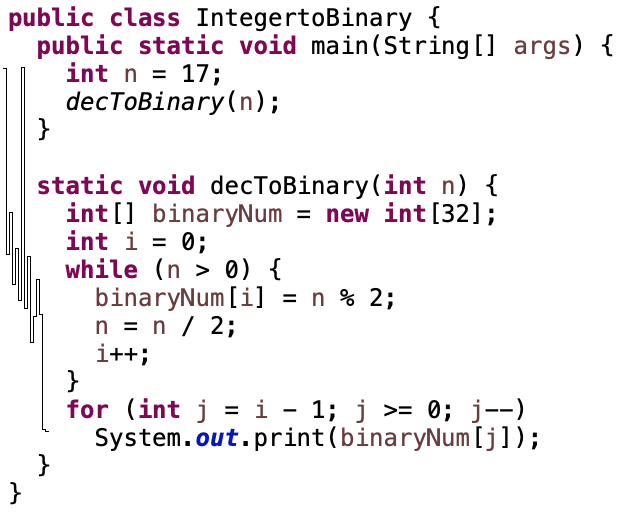 public class IntegertoBinary {
  public static void main(String[] args) {
    int n = 17;
    decToBinary(n);
  }

  static void decToBinary(int n) {
    int[] binaryNum = new int[32];
    int i = 0;
    while (n > 0) {
      binaryNum[i] = n % 2;
      n = n / 2;
      i++;
    }
    for (int j = i - 1; j >= 0; j--)
      System.out.print(binaryNum[j]);
  }
}